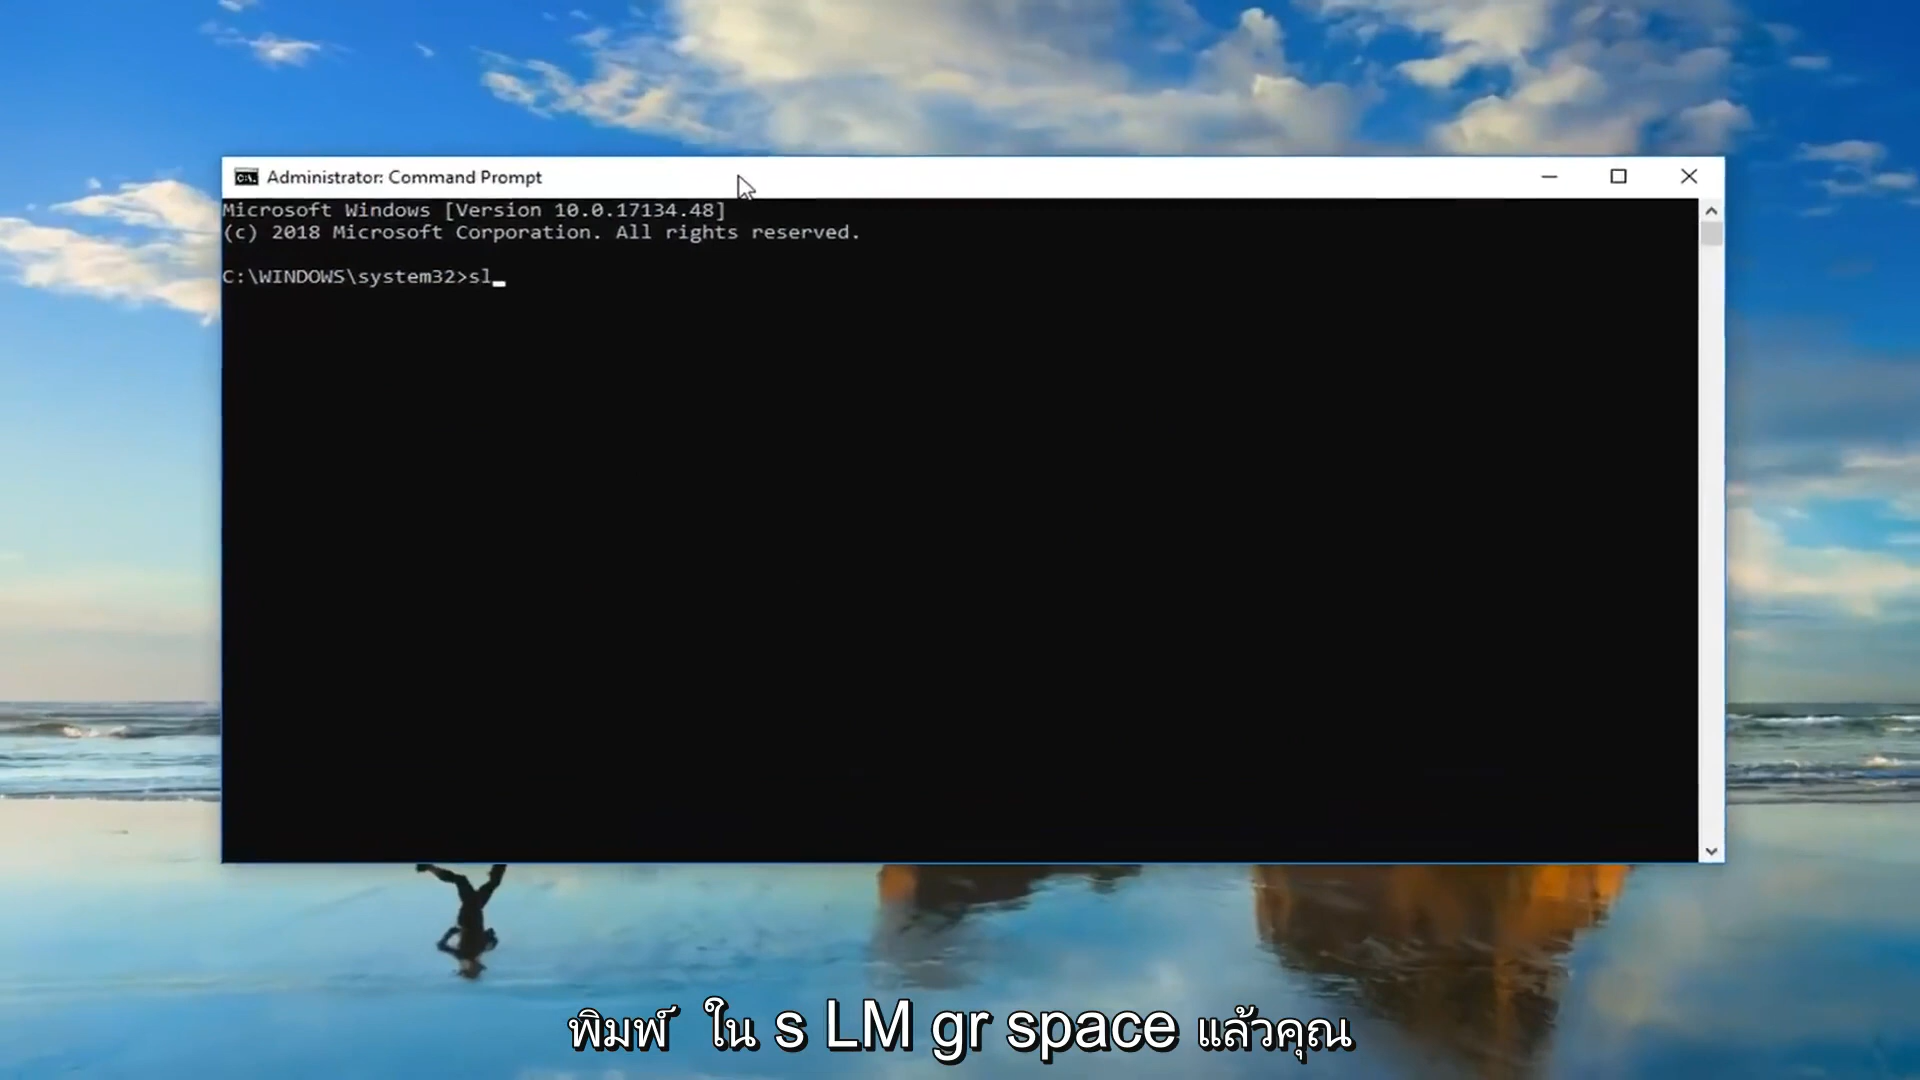 Administrator: Command Prompt
Microsoft Windows [Version 10.0.17134.48]
(c) 2018 Microsoft Corporation. All rights reserved.
C:\WINDOWS\system32>sl_
พิมพ์ ใน s LM gr space แล้วคุณ